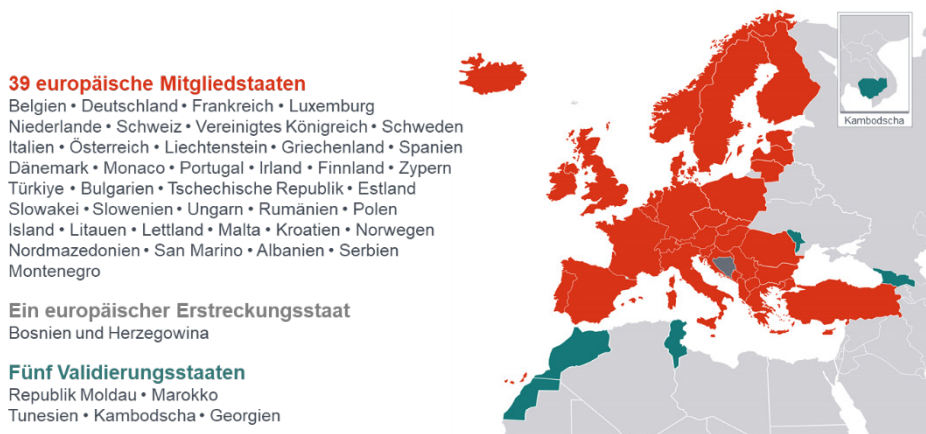 39 europäische Mitgliedstaaten
Belgien • Deutschland • Frankreich • Luxemburg
Niederlande • Schweiz • Vereinigtes Königreich • Schweden
Italien • Österreich • Liechtenstein • Griechenland • Spanien
Dänemark • Monaco • Portugal • Irland • Finnland • Zypern
Türkiye • Bulgarien • Tschechische Republik • Estland
Slowakei • Slowenien • Ungarn • Rumänien • Polen
Island • Litauen • Lettland • Malta • Kroatien • Norwegen
Nordmazedonien • San Marino • Albanien • Serbien
Montenegro
Ein europäischer Erstreckungsstaat
Bosnien und Herzegowina
Fünf Validierungsstaaten
Republik Moldau • Marokko
Tunesien • Kambodscha • Georgien
Kambodscha